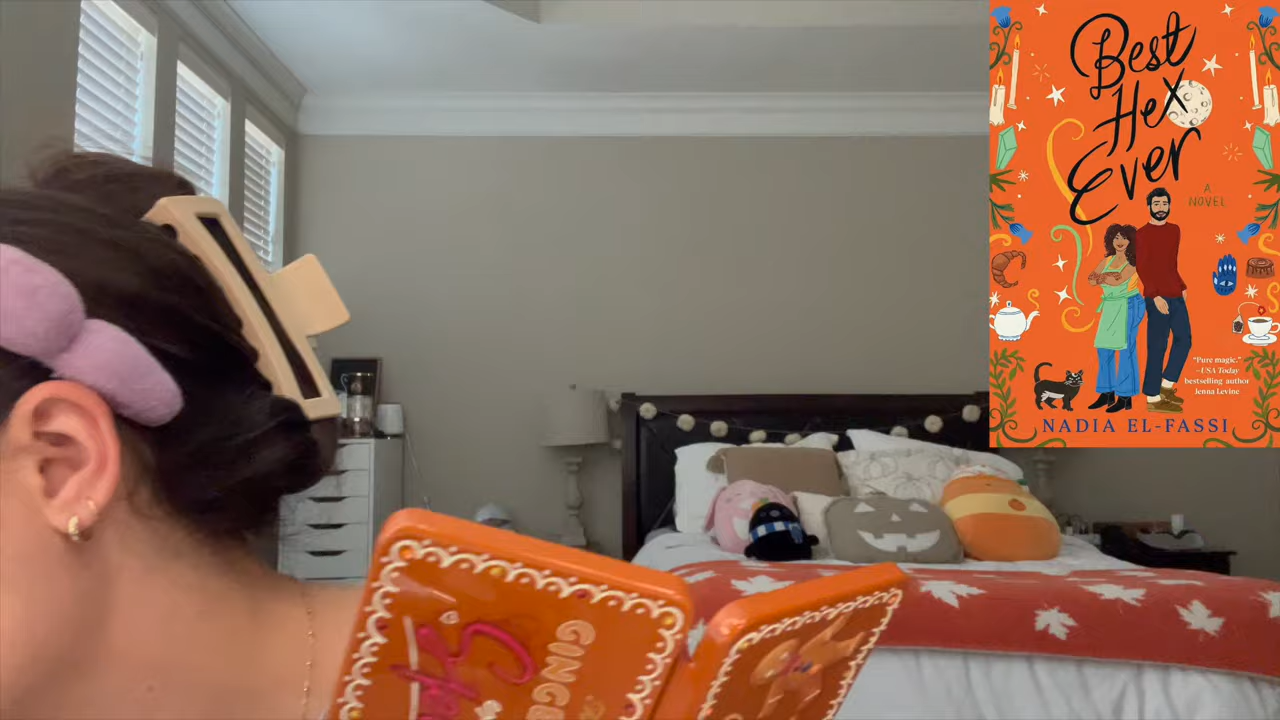 Best
Hex
Ever
A
NOVEL
"Pure magic."
—USA Today
bestselling author
Jenna Levine
NADIA EL-FASSI